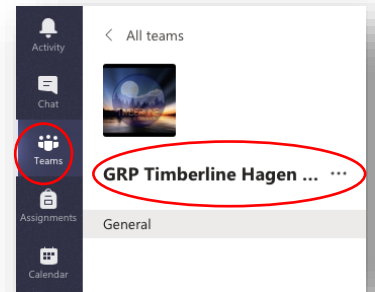 Activity
Chat
Teams
Assignments
Calendar
< All teams
GRP Timberline Hagen ... ...
General